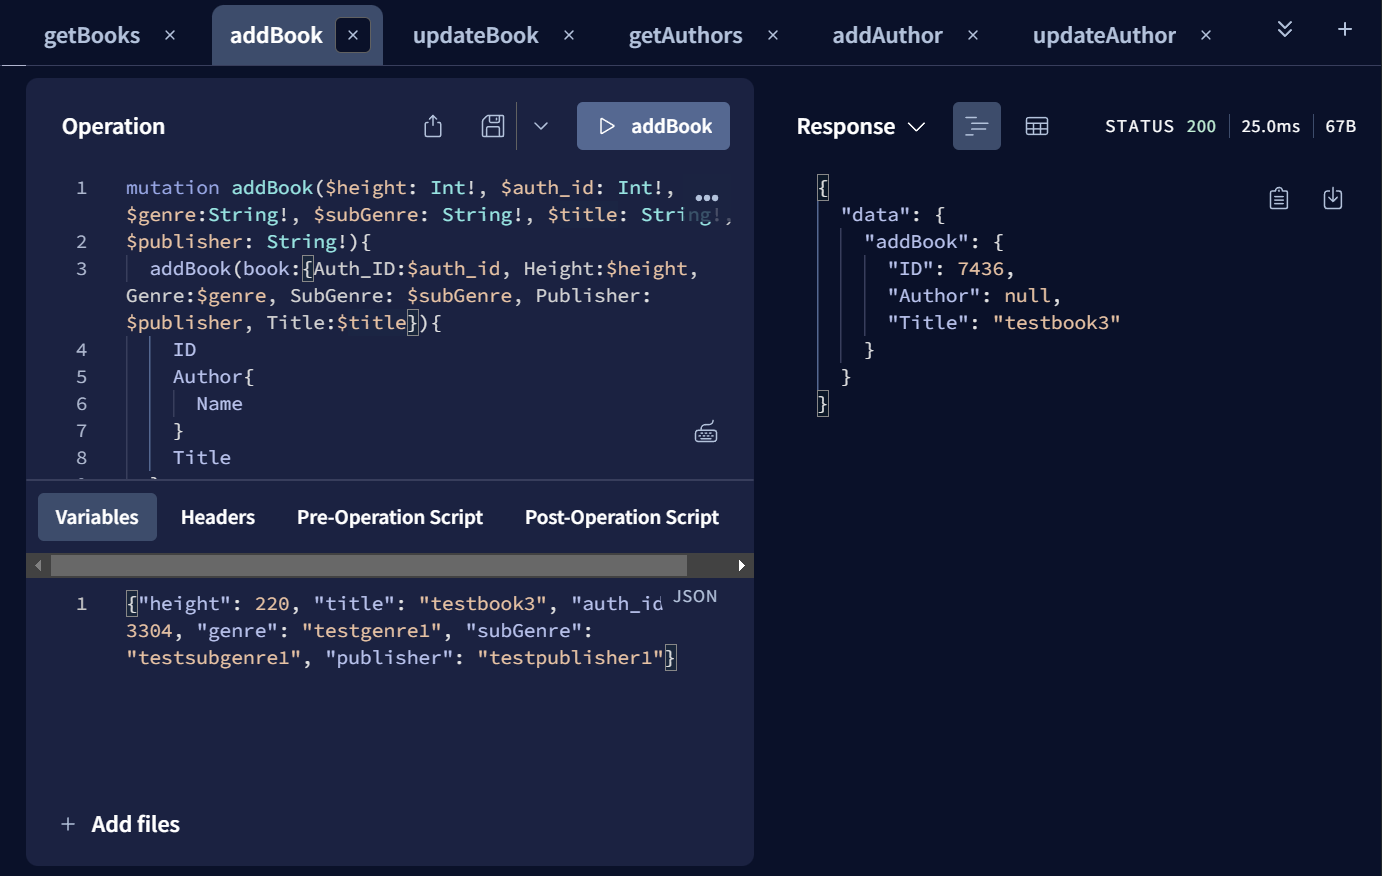 getBooks × addBook × updateBook × getAuthors × addAuthor × updateAuthor × +
Operation
addBook
1 mutation addBook($height: Int!, $auth_id: Int!,
$genre:String!, $subGenre: String!, $title: String!,
2 $publisher: String!){
3 addBook(book:{Auth_ID:$auth_id, Height:$height,
Genre:$genre, SubGenre: $subGenre, Publisher:
$publisher, Title:$title}){
4 ID
5 Author{
6 Name
7 }
8 Title
Variables Headers Pre-Operation Script Post-Operation Script
JSON
1 {"height": 220, "title": "testbook3", "auth_id
3304, "genre": "testgenre1", "subGenre":
"testsubgenre1", "publisher": "testpublisher1"}
+ Add files
Response STATUS 200 25.0ms 67B
{
"data": {
"addBook": {
"ID": 7436,
"Author": null,
"Title": "testbook3"
}
}
}